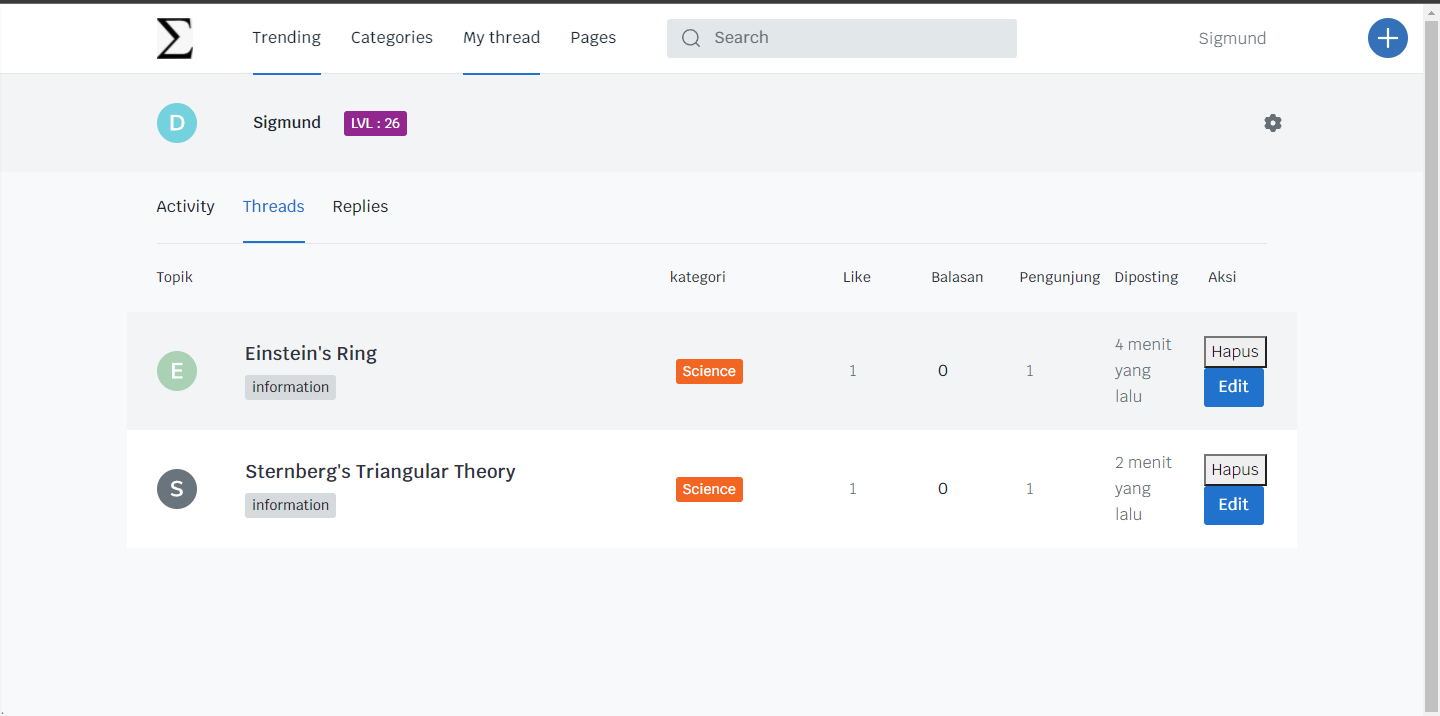 Σ
Trending Categories My thread Pages Search Sigmund
D Sigmund LVL : 26
Activity Threads Replies
Topik kategori Like Balasan Pengunjung Diposting Aksi
E Einstein's Ring
information
Science 1 0 1
4 menit
yang
lalu
Hapus
Edit
S Sternberg's Triangular Theory
information
Science 1 0 1
2 menit
yang
lalu
Hapus
Edit